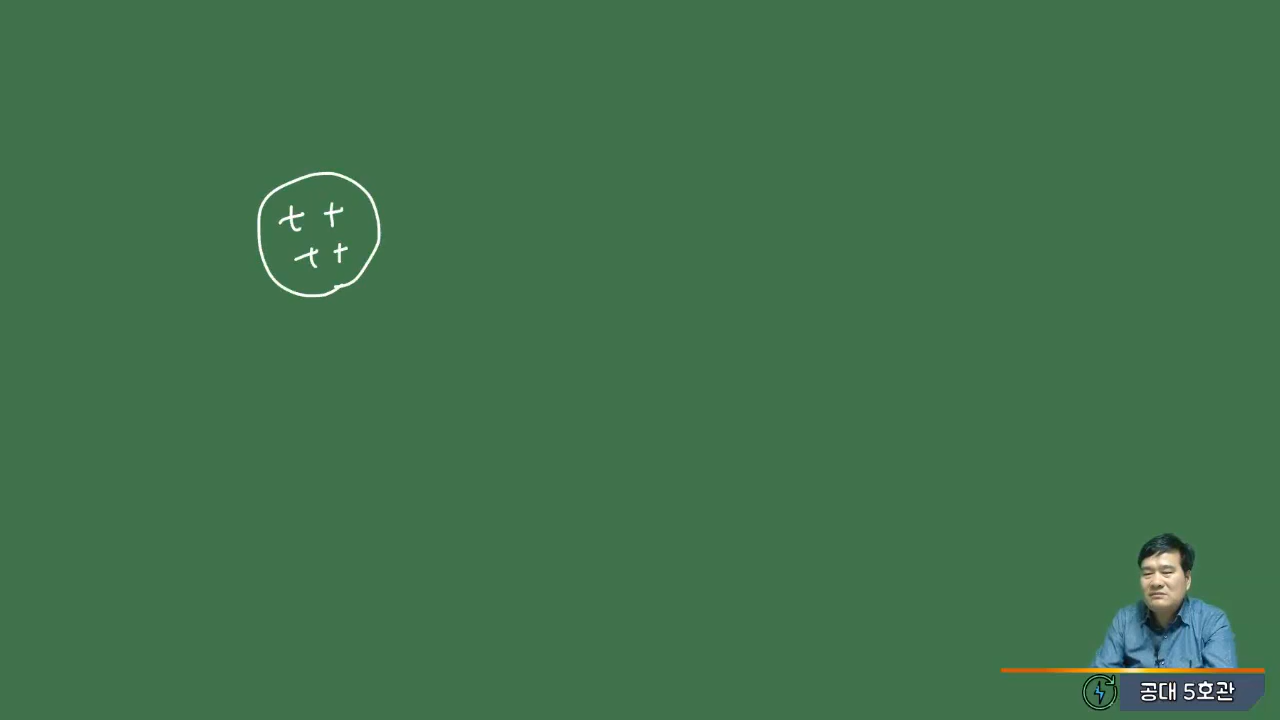 + +
+ +
공대 5호관